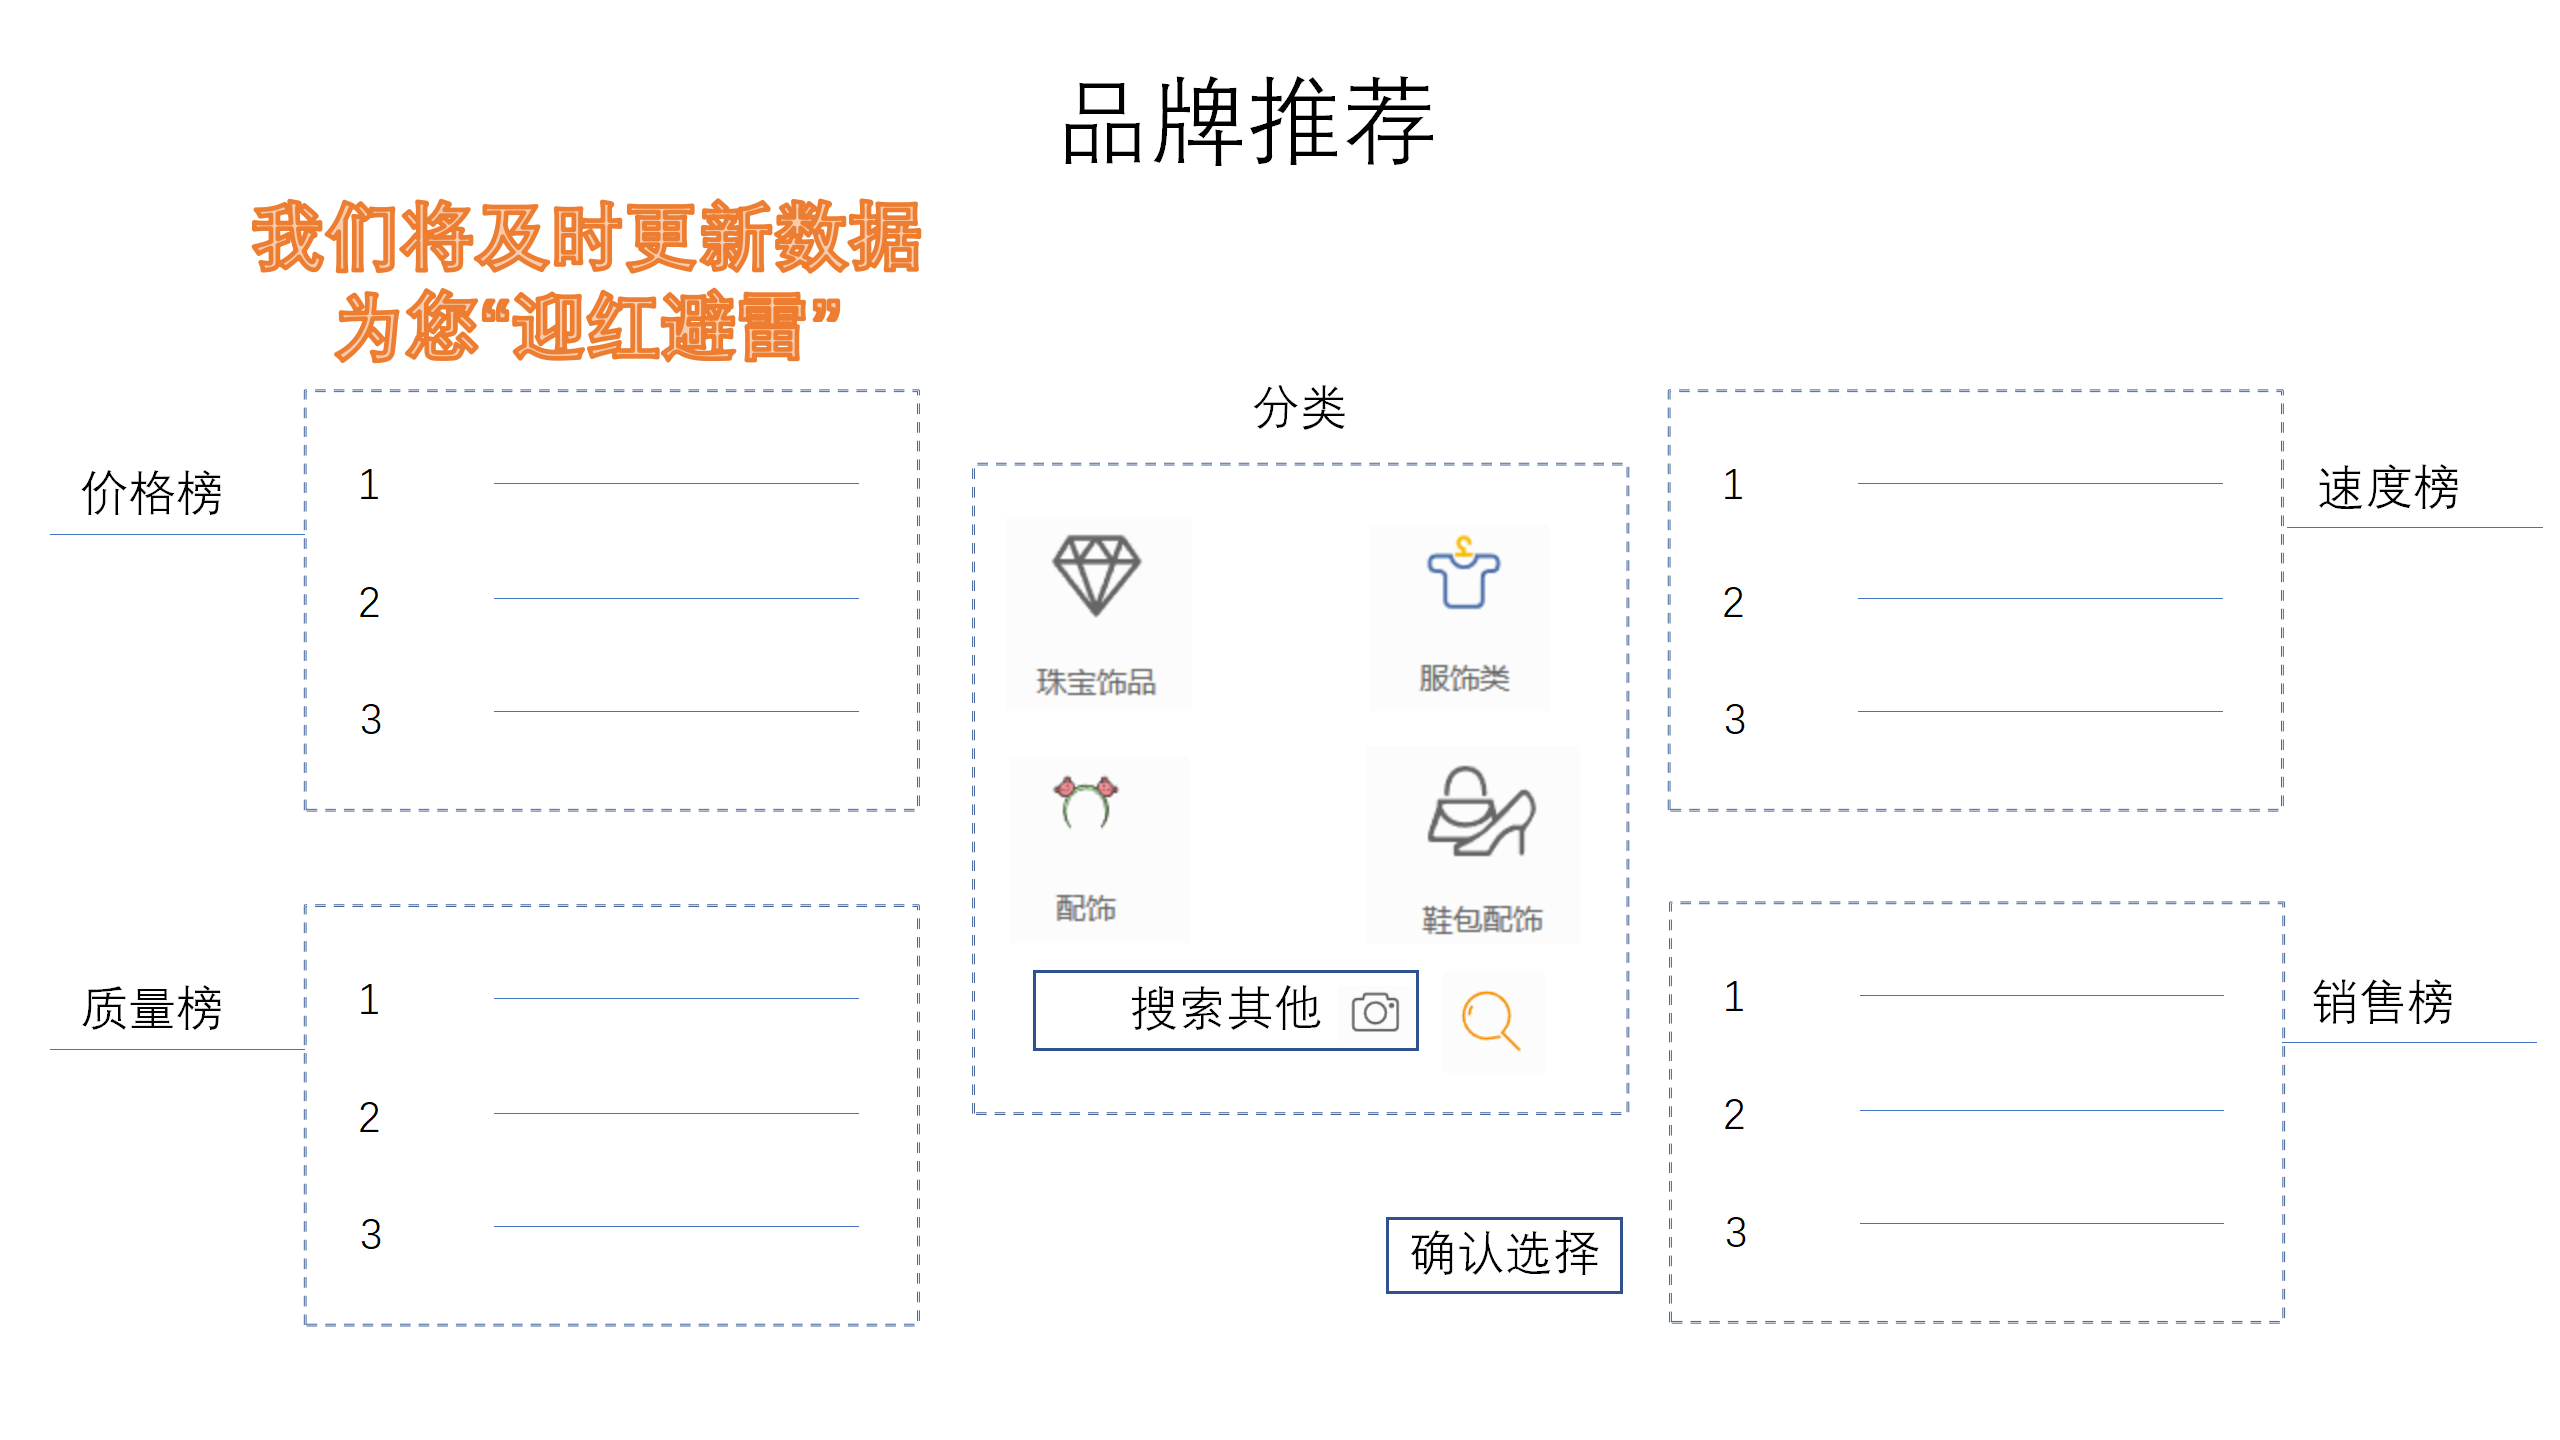 品牌推荐
我们将及时更新数据
为您“迎红避雷”
价格榜
1
2
3
质量榜
1
2
3
分类
珠宝饰品
服饰类
配饰
鞋包配饰
搜索其他
确认选择
速度榜
1
2
3
销售榜
1
2
3